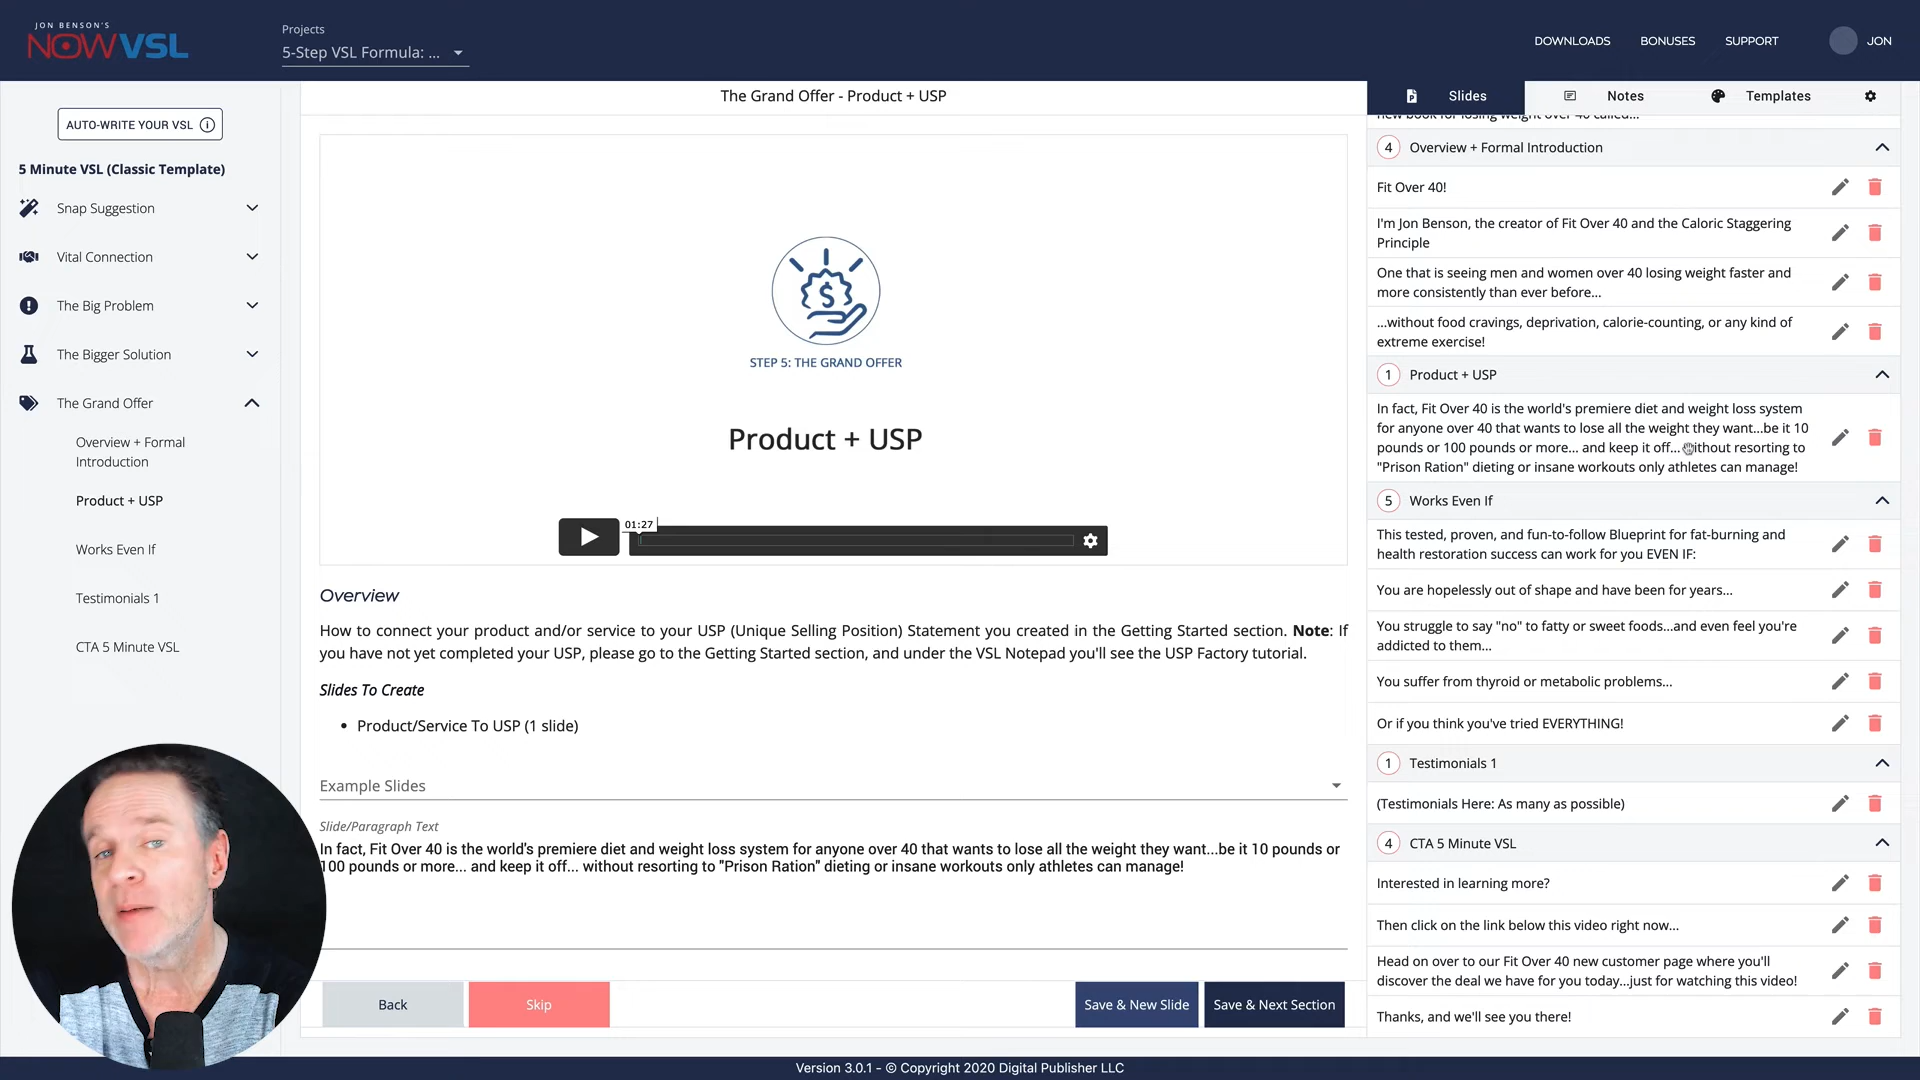 JON BENSON'S
NOWVSL
Projects
5-Step VSL Formula: ...
DOWNLOADS
BONUSES
SUPPORT
JON
AUTO-WRITE YOUR VSL
5 Minute VSL (Classic Template)
Snap Suggestion
Vital Connection
The Big Problem
The Bigger Solution
The Grand Offer
Overview + Formal
Introduction
Product + USP
Works Even If
Testimonials 1
CTA 5 Minute VSL
The Grand Offer - Product + USP
STEP 5: THE GRAND OFFER
Product + USP
01:27
Overview
How to connect your product and/or service to your USP (Unique Selling Position) Statement you created in the Getting Started section. Note: If
you have not yet completed your USP, please go to the Getting Started section, and under the VSL Notepad you'll see the USP Factory tutorial.
Slides To Create
• Product/Service To USP (1 slide)
Example Slides
Slide/Paragraph Text
In fact, Fit Over 40 is the world's premiere diet and weight loss system for anyone over 40 that wants to lose all the weight they want...be it 10 pounds or
100 pounds or more... and keep it off... without resorting to "Prison Ration" dieting or insane workouts only athletes can manage!
Back
Skip
Save & New Slide
Save & Next Section
Slides
Notes
Templates
new book for losing weight over 40 called...
4 Overview + Formal Introduction
Fit Over 40!
I'm Jon Benson, the creator of Fit Over 40 and the Caloric Staggering
Principle
One that is seeing men and women over 40 losing weight faster and
more consistently than ever before...
...without food cravings, deprivation, calorie-counting, or any kind of
extreme exercise!
1 Product + USP
In fact, Fit Over 40 is the world's premiere diet and weight loss system
for anyone over 40 that wants to lose all the weight they want...be it 10
pounds or 100 pounds or more... and keep it off... without resorting to
"Prison Ration" dieting or insane workouts only athletes can manage!
5 Works Even If
This tested, proven, and fun-to-follow Blueprint for fat-burning and
health restoration success can work for you EVEN IF:
You are hopelessly out of shape and have been for years...
You struggle to say "no" to fatty or sweet foods...and even feel you're
addicted to them...
You suffer from thyroid or metabolic problems...
Or if you think you've tried EVERYTHING!
1 Testimonials 1
(Testimonials Here: As many as possible)
4 CTA 5 Minute VSL
Interested in learning more?
Then click on the link below this video right now...
Head on over to our Fit Over 40 new customer page where you'll
discover the deal we have for you today...just for watching this video!
Thanks, and we'll see you there!
Version 3.0.1 - © Copyright 2020 Digital Publisher LLC